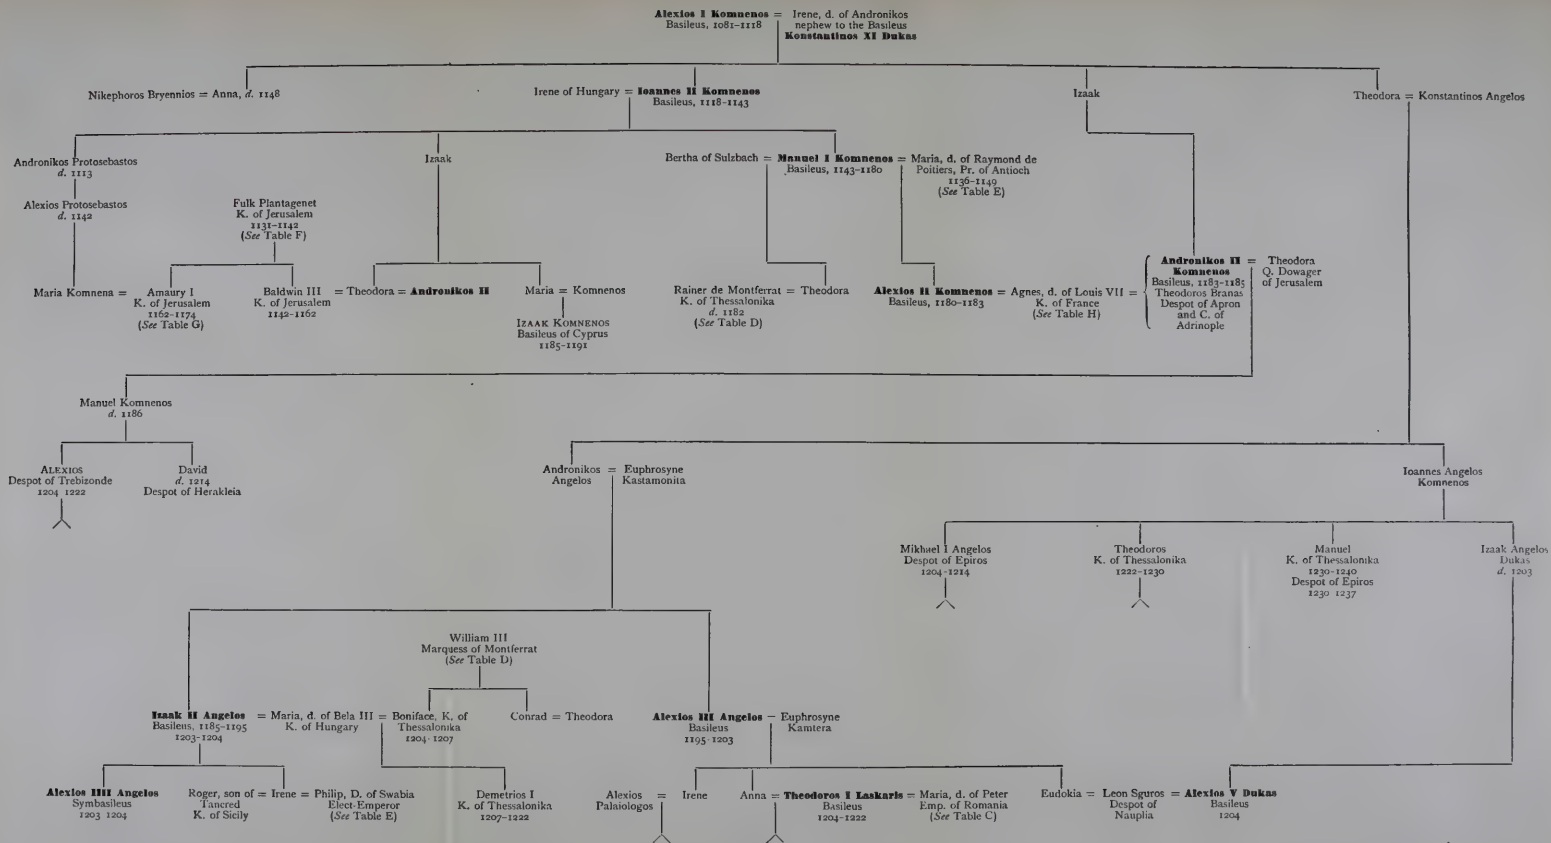 Alexios I Komnenos = Irene, d. of Andronikos
Basileus, 1081–1118 nephew to the Basileus
Konstantinos XI Dukas
Nikephoros Bryennios = Anna, d. 1148
Irene of Hungary = Ioannes II Komnenos
Basileus, 1118–1143
Izaak
Theodora = Konstantinos Angelos
Andronikos Protosebastos
d. 1113
Izaak
Bertha of Sulzbach = Manuel I Komnenos = Maria, d. of Raymond de
Basileus, 1143–1180 Poitiers, Pr. of Antioch
1136–1149
(See Table E)
Alexios Protosebastos
d. 1142
Fulk Plantagenet
K. of Jerusalem
1131–1142
(See Table F)
Maria Komnena = Amaury I
K. of Jerusalem
1162–1174
(See Table G)
Baldwin III = Theodora = Andronikos II
K. of Jerusalem
1142–1162
Maria = Komnenos
IZAAK KOMNENOS
Basileus of Cyprus
1185–1191
Rainer de Montferrat = Theodora
K. of Thessalonika
d. 1182
(See Table D)
Alexios II Komnenos = Agnes, d. of Louis VII =
Basileus, 1180–1183 K. of France
(See Table H)
Andronikos II = Theodora
Komnenos Q. Dowager
Basileus, 1183–1185 of Jerusalem
Theodoros Branas
Despot of Apron
and C. of
Adrinople
Manuel Komnenos
d. 1186
ALEXIOS
Despot of Trebizonde
1204 1222
David
d. 1214
Despot of Herakleia
Andronikos = Euphrosyne
Angelos Kastamonita
Ioannes Angelos
Komnenos
Mikhael I Angelos
Despot of Epiros
1204–1214
Theodoros
K. of Thessalonika
1222–1230
Manuel
K. of Thessalonika
1230–1240
Despot of Epiros
1230 1237
Izaak Angelos
Dukas
d. 1203
William III
Marquess of Montferrat
(See Table D)
Izaak II Angelos = Maria, d. of Bela III = Boniface, K. of
Basileus, 1185–1195 K. of Hungary Thessalonika
1203–1204 1204–1207
Conrad = Theodora
Alexios III Angelos = Euphrosyne
Basileus Kamtera
1195–1203
Alexios IIII Angelos
Symbasileus
1203 1204
Roger, son of = Irene = Philip, D. of Swabia
Tancred Elect-Emperor
K. of Sicily (See Table E)
Demetrios I
K. of Thessalonika
1207–1222
Alexios = Irene
Palaiologos
Anna = Theodoros I Laskaris = Maria, d. of Peter
Basileus Emp. of Romania
1204–1222 (See Table C)
Eudokia = Leon Sguros = Alexios V Dukas
Despot of Basileus
Nauplia 1204